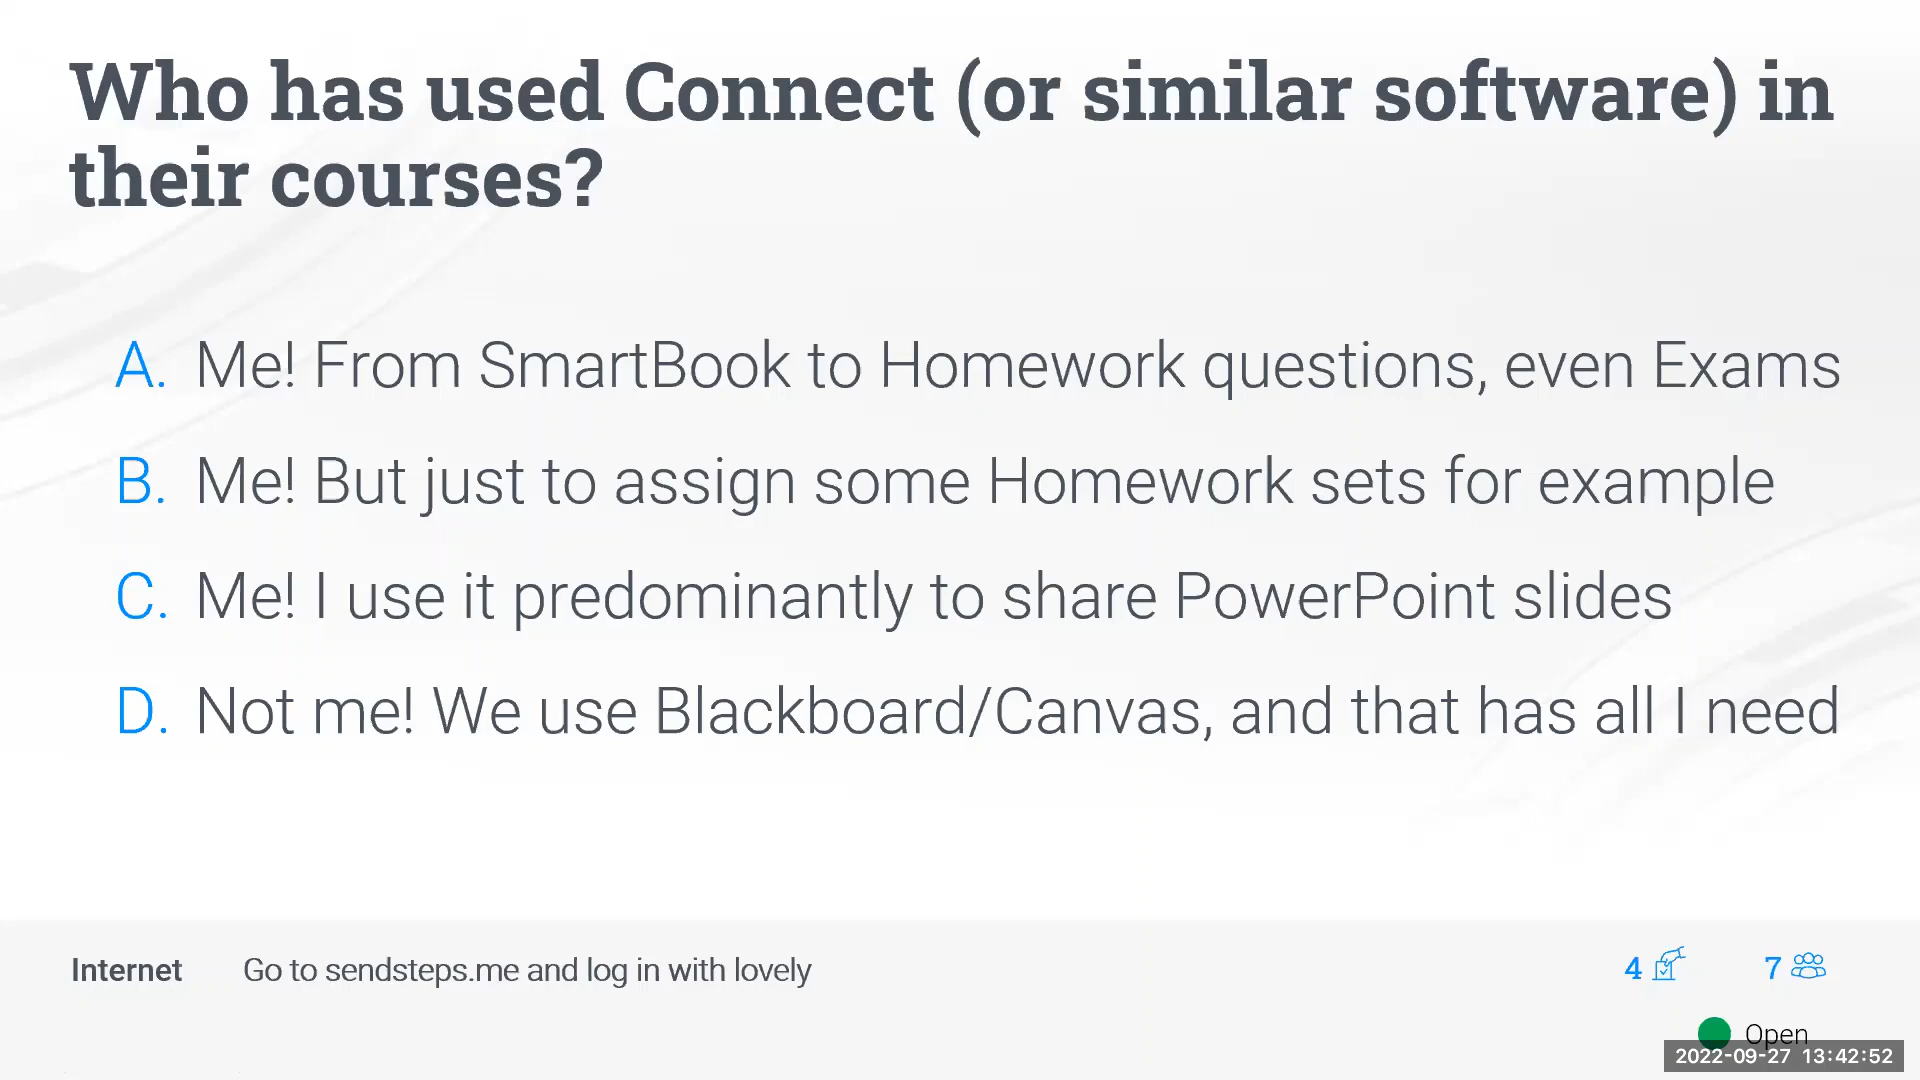 Who has used Connect (or similar software) in
their courses?
A. Me! From SmartBook to Homework questions, even Exams
B. Me! But just to assign some Homework sets for example
C. Me! I use it predominantly to share PowerPoint slides
D. Not me! We use Blackboard/Canvas, and that has all I need
Internet Go to sendsteps.me and log in with lovely
4 7
Open
2022-09-27 13:42:52